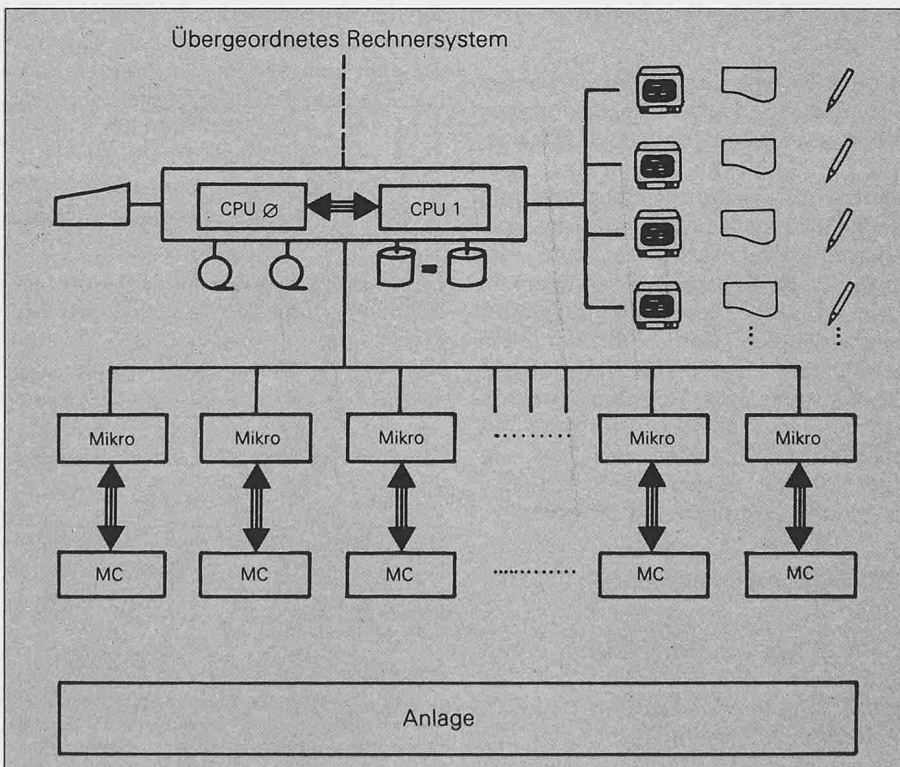 Übergeordnetes Rechnersystem
CPU Ø CPU 1
Mikro Mikro Mikro Mikro Mikro
MC MC MC MC MC
Anlage